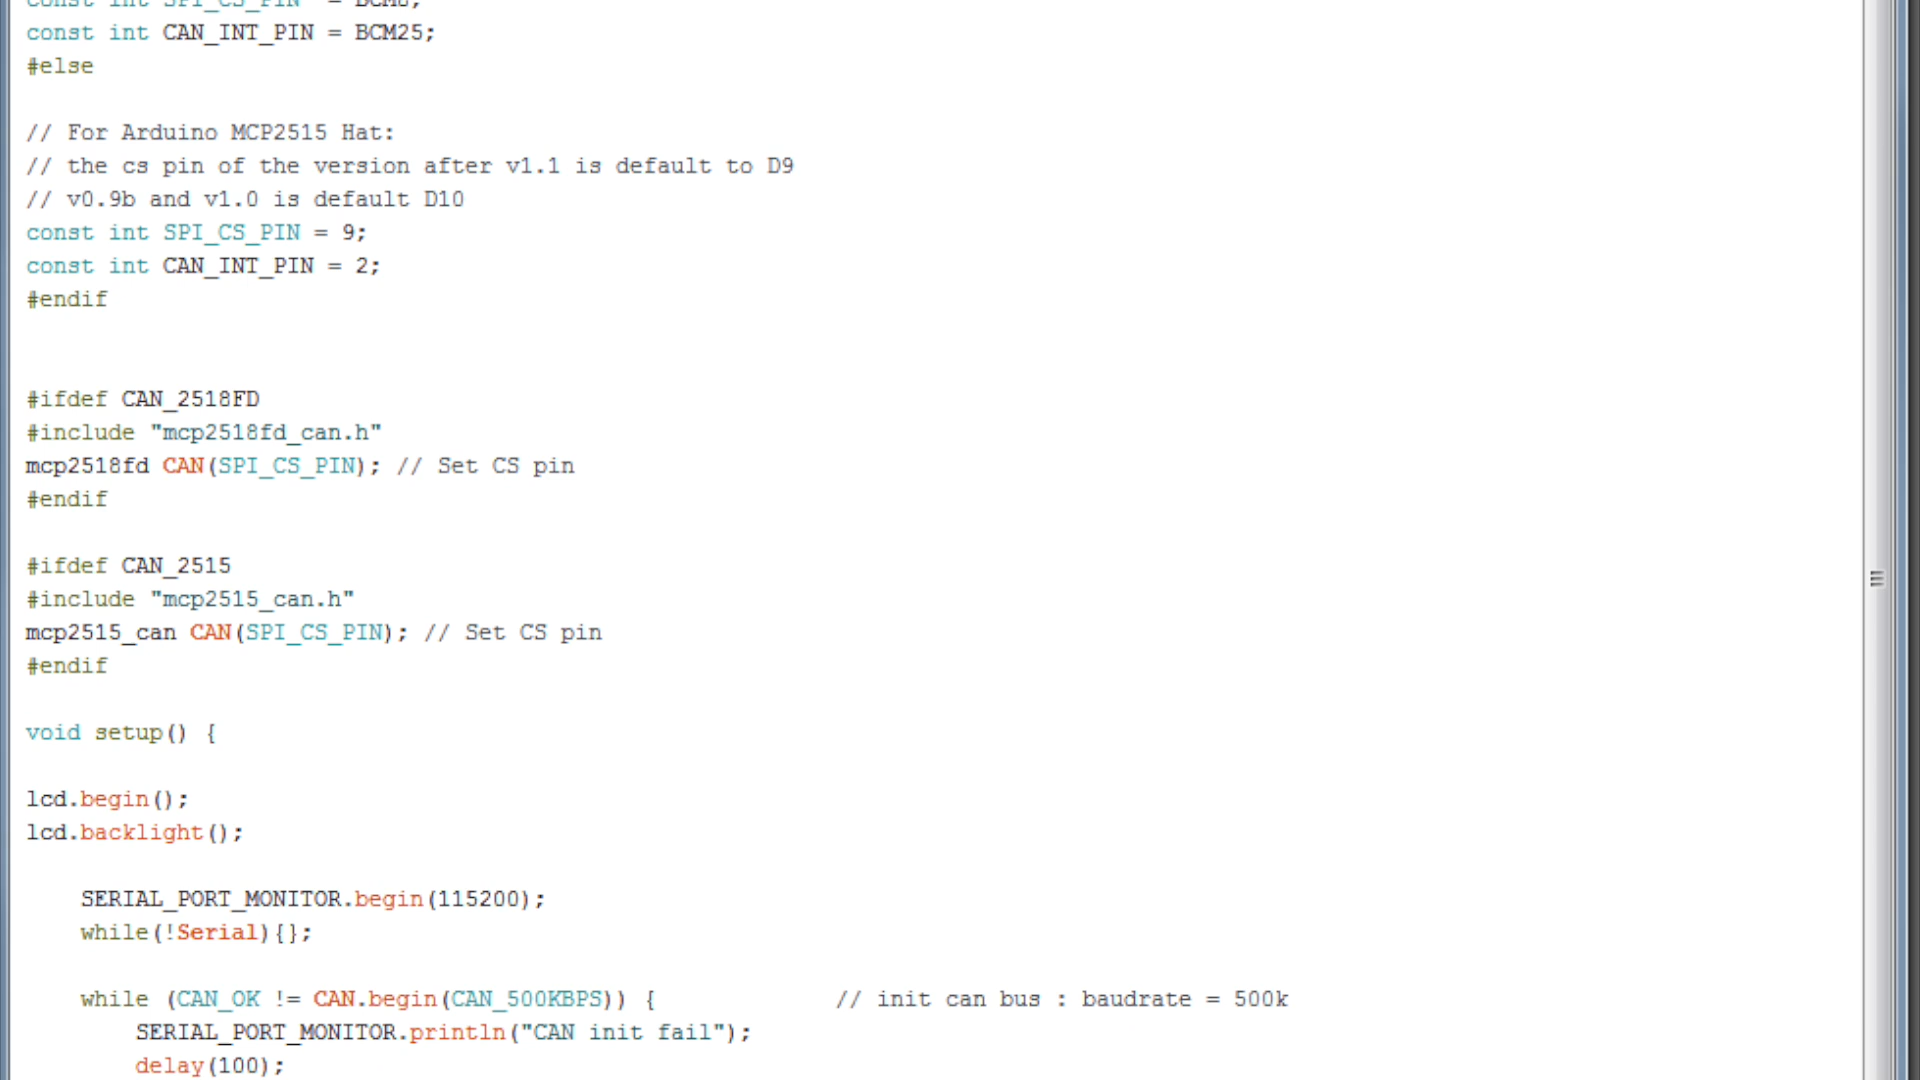 const int SPI_CS_PIN  = BCM8;
const int CAN_INT_PIN = BCM25;
#else
// For Arduino MCP2515 Hat:
// the cs pin of the version after v1.1 is default to D9
// v0.9b and v1.0 is default D10
const int SPI_CS_PIN = 9;
const int CAN_INT_PIN = 2;
#endif
#ifdef CAN_2518FD
#include "mcp2518fd_can.h"
mcp2518fd CAN(SPI_CS_PIN); // Set CS pin
#endif
#ifdef CAN_2515
#include "mcp2515_can.h"
mcp2515_can CAN(SPI_CS_PIN); // Set CS pin
#endif
void setup() {
lcd.begin();
lcd.backlight();
SERIAL_PORT_MONITOR.begin(115200);
while(!Serial){};
while (CAN_OK != CAN.begin(CAN_500KBPS)) {             // init can bus : baudrate = 500k
SERIAL_PORT_MONITOR.println("CAN init fail");
delay(100);